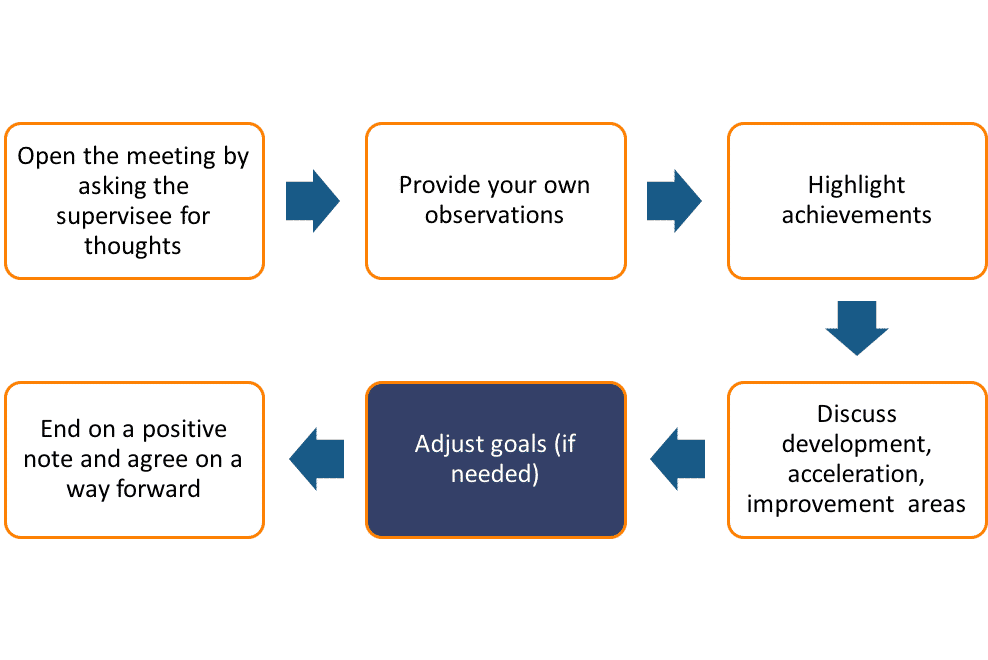 Open the meeting by
asking the
supervisee for
thoughts
Provide your own
observations
Highlight
achievements
Discuss
development,
acceleration,
improvement  areas
Adjust goals (if
needed)
End on a positive
note and agree on a
way forward